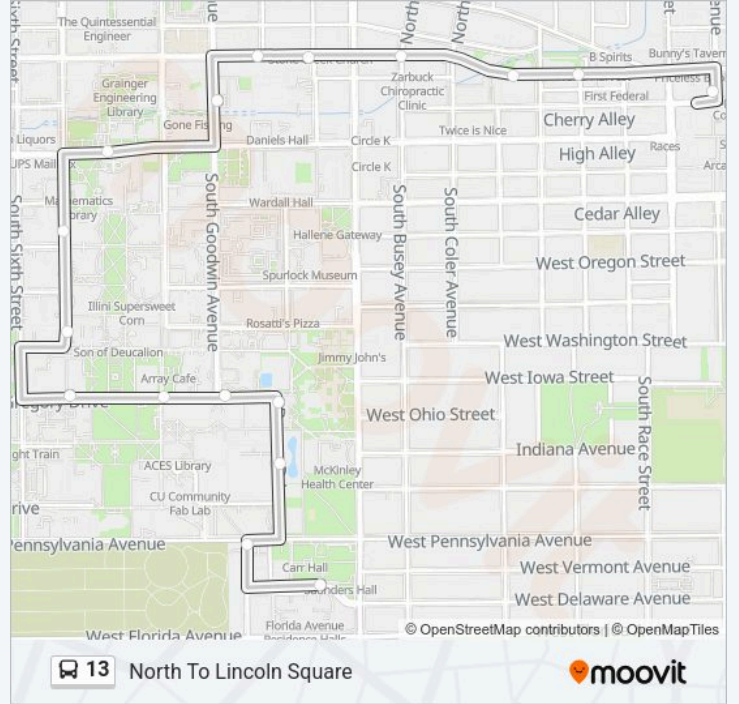 The Quintessential
Engineer
North
North
B Spirits
Bunny's Tavern
Zarbuck
Chiropractic
Clinic
Grainger
Engineering
Library
First Federal
Priceless B
Gone Fishing
Liquors
Daniels Hall
Circle K
Twice is Nice
Cherry Alley
Races
UPS Mail
High Alley
Circle K
Mathematics
Library
Wardall Hall
South Sixth Street
South Goodwin Avenue
South Busey Avenue
South Coler Avenue
Cedar Alley
Hallene Gateway
Spurlock Museum
West Oregon Street
Illini Supersweet
Corn
Rosatti's Pizza
West Washington Street
Son of Deucalion
Jimmy John's
Array Cafe
West Iowa Street
Gregory Drive
West Ohio Street
South Race Street
Indiana Avenue
ght Train
ACES Library
McKinley
Health Center
CU Community
Fab Lab
rive
Pennsylvania Avenue
West Pennsylvania Avenue
Carr Hall
West Vermont Avenue
Saunders Hall
West Delaware Avenue
Florida Avenue
Residence Halls
West Florida Avenue
© OpenStreetMap contributors | © OpenMapTiles
13 North To Lincoln Square
moovit